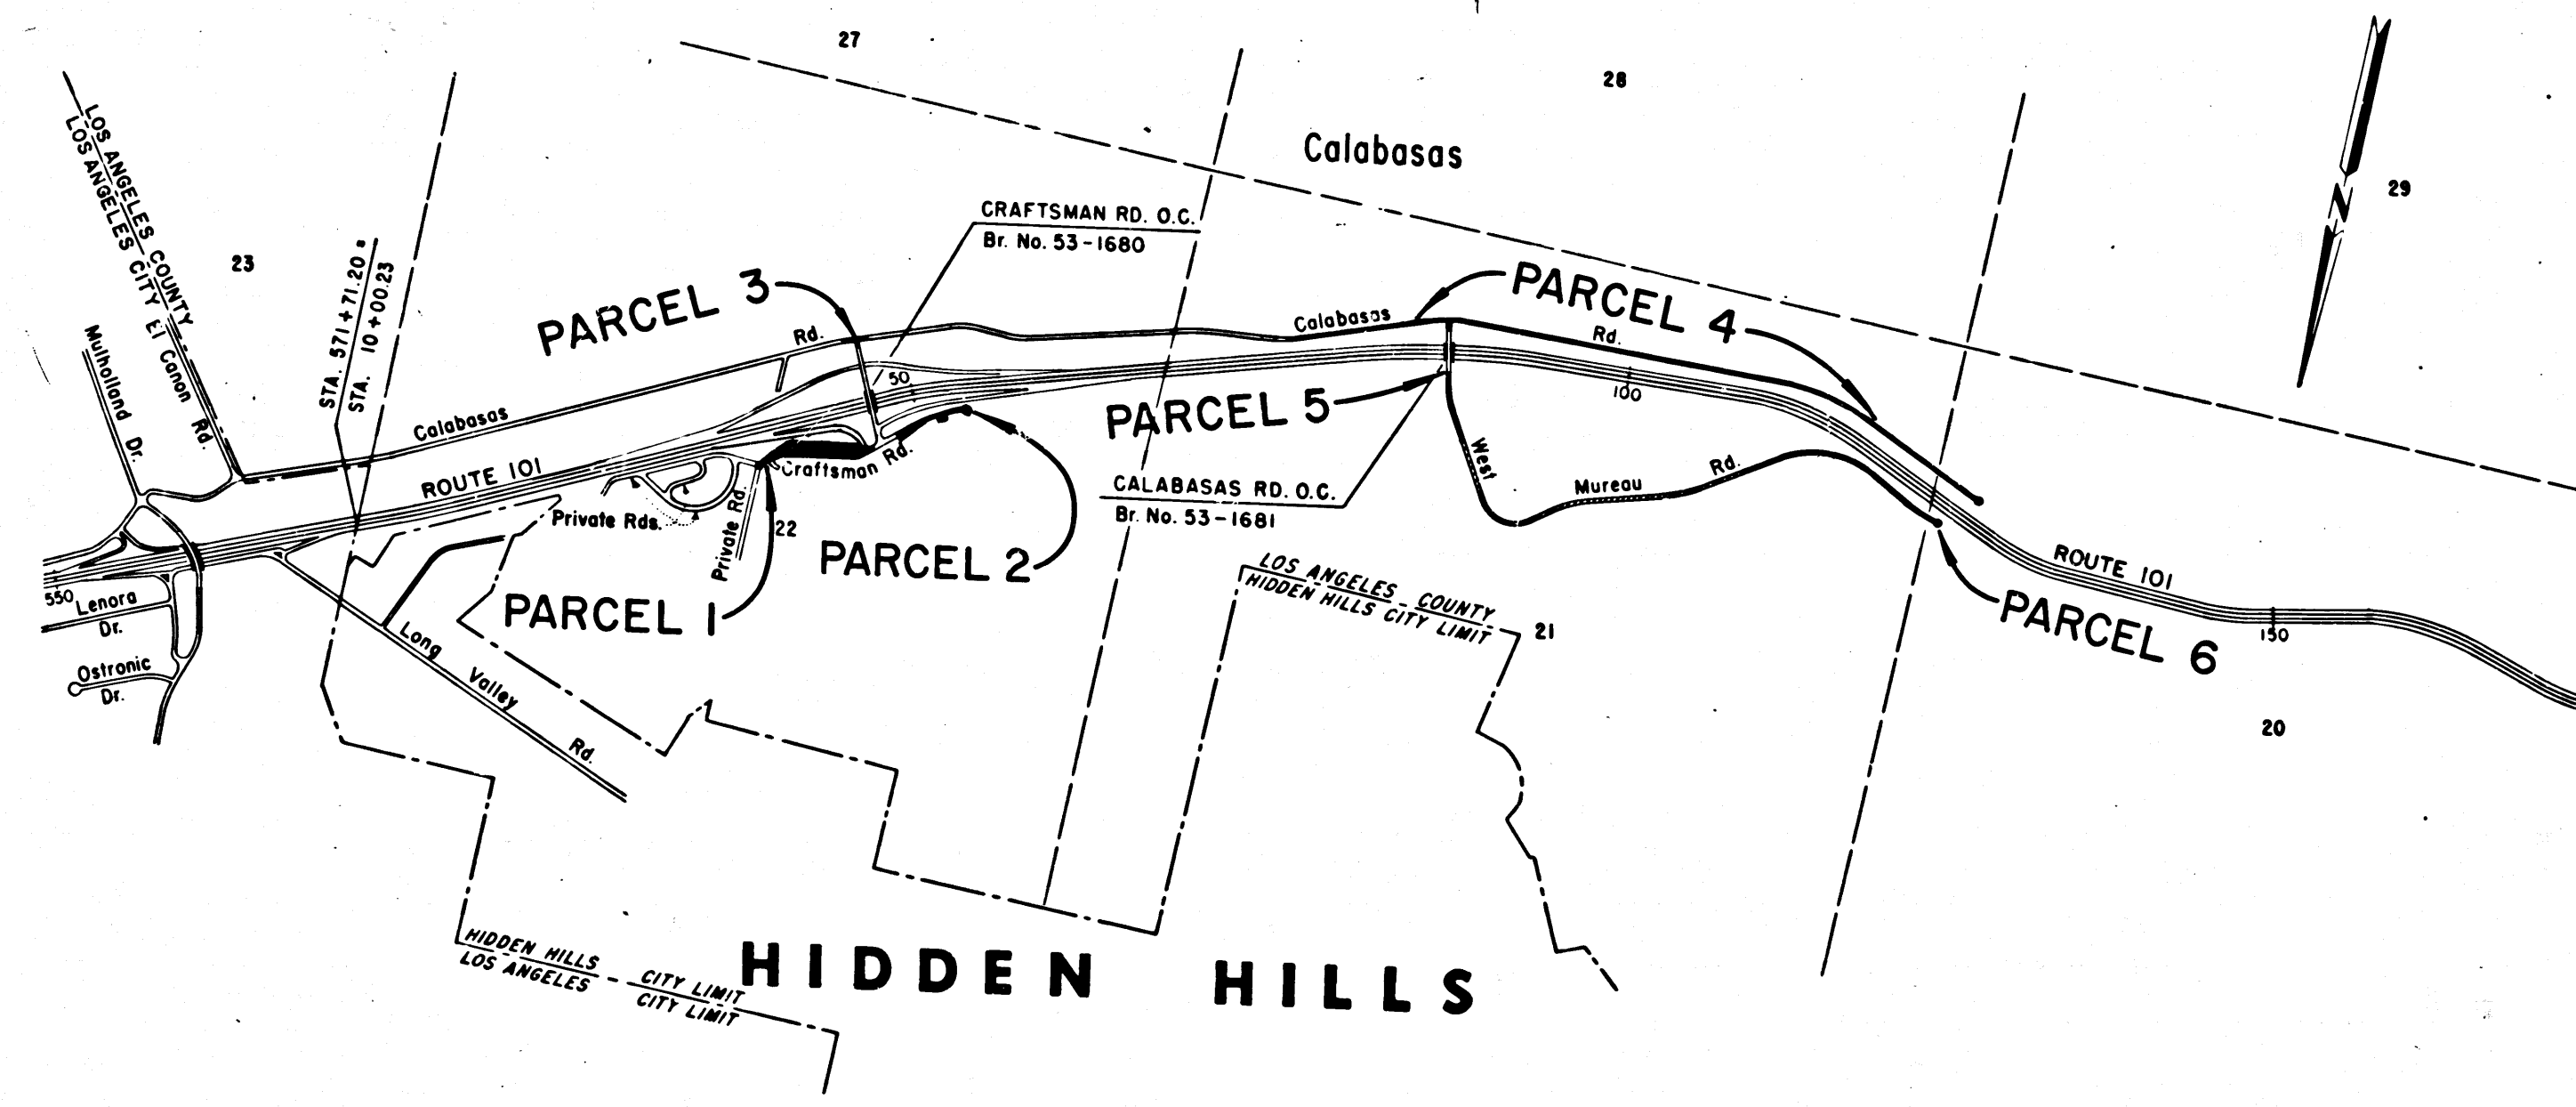 27
28
29
Calabasas
N
LOS ANGELES COUNTY
LOS ANGELES CITY
23
El Canon Rd.
Mulholland Dr.
STA. 571+71.20 =
STA. 10+00.23
CRAFTSMAN RD. O.C.
Br. No. 53-1680
PARCEL 3
PARCEL 4
Calabasas Rd.
Calabasas Rd.
50
100
PARCEL 5
ROUTE 101
Craftsman Rd.
West Mureau Rd.
CALABASAS RD. O.C.
Br. No. 53-1681
Private Rds.
Private Rd.
22
PARCEL 2
PARCEL 1
ROUTE 101
PARCEL 6
150
550
Lenora
Dr.
Ostronic
Dr.
Long Valley Rd.
LOS ANGELES COUNTY
HIDDEN HILLS CITY LIMIT
21
20
HIDDEN HILLS - CITY LIMIT
LOS ANGELES CITY LIMIT
HIDDEN HILLS